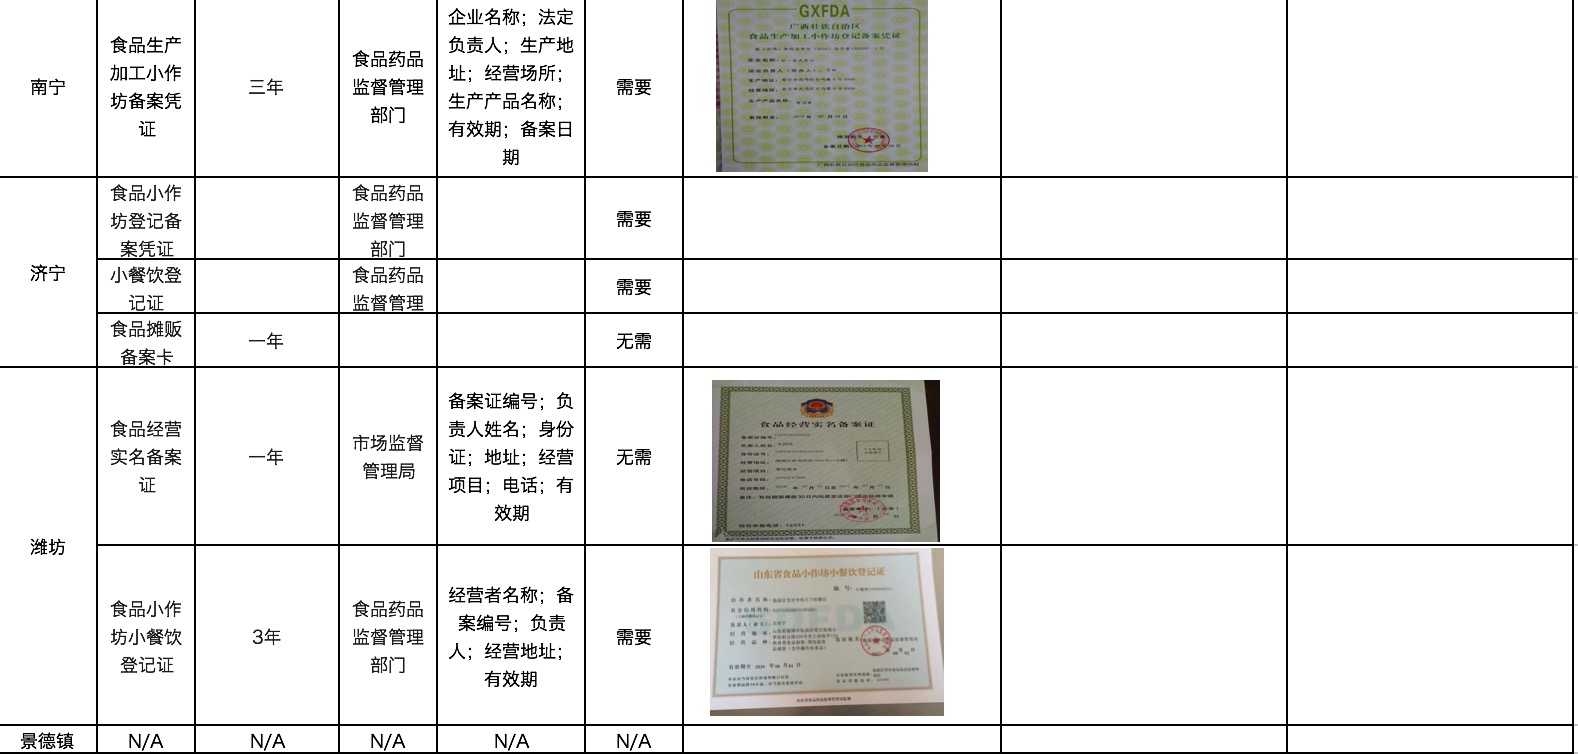 南宁
食品生产
加工小作
坊备案凭
证
三年
食品药品
监督管理
部门
企业名称；法定
负责人；生产地
址；经营场所；
生产产品名称；
有效期；备案日
期
需要
GXFDA
广西壮族自治区
食品生产加工小作坊登记备案凭证
济宁
食品小作
坊登记备
案凭证
食品药品
监督管理
部门
需要
小餐饮登
记证
食品药品
监督管理
需要
食品摊贩
备案卡
一年
无需
潍坊
食品经营
实名备案
证
一年
市场监督
管理局
备案证编号；负
责人姓名；身份
证；地址；经营
项目；电话；有
效期
无需
食品经营实名备案证
食品小作
坊小餐饮
登记证
3年
食品药品
监督管理
部门
经营者名称；备
案编号；负责
人；经营地址；
有效期
需要
山东省食品小作坊小餐饮登记证
景德镇
N/A
N/A
N/A
N/A
N/A